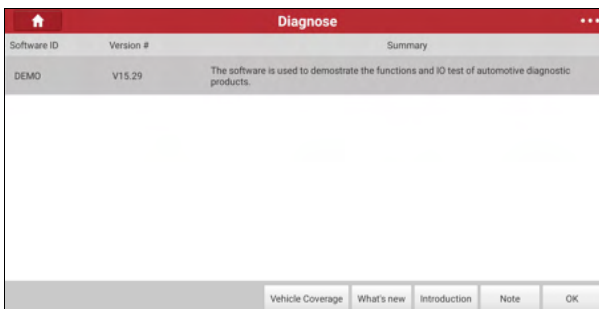 Diagnose
Software ID Version # Summary
DEMO V15.29 The software is used to demostrate the functions and IO test of automotive diagnostic
products.
Vehicle Coverage What's new Introduction Note OK